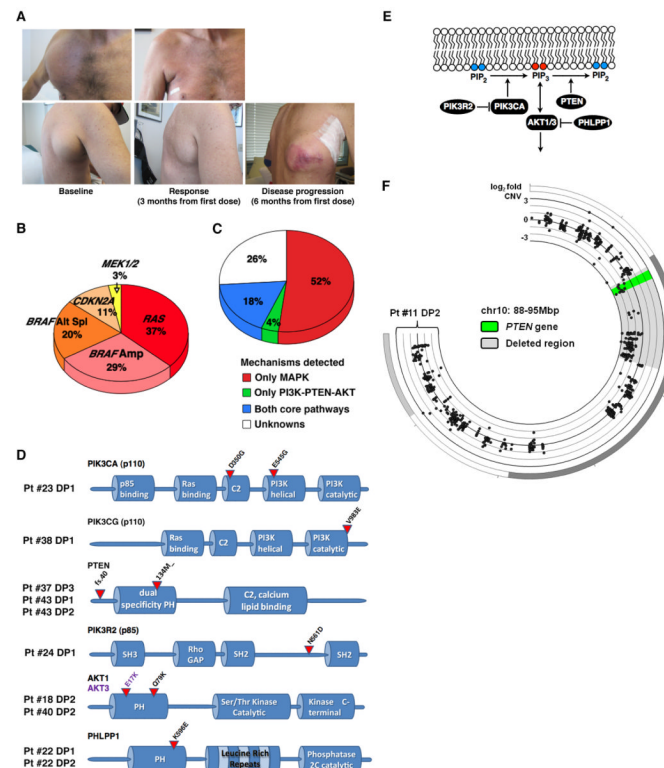 A
Baseline
Response
(3 months from first dose)
Disease progression
(6 months from first dose)
B
MEK1/2
3%
CDKN2A
11%
RAS
37%
BRAF Alt Spl
20%
BRAF Amp
29%
C
26%
52%
18%
4%
Mechanisms detected
Only MAPK
Only PI3K-PTEN-AKT
Both core pathways
Unknowns
D
PIK3CA (p110)
D350G
E545G
Pt #23 DP1
p85 binding
Ras binding
C2
PI3K helical
PI3K catalytic
PIK3CG (p110)
V983E
Pt #38 DP1
Ras binding
C2
PI3K helical
PI3K catalytic
PTEN
fs.40
134M_
Pt #37 DP3
Pt #43 DP1
Pt #43 DP2
dual specificity PH
C2, calcium lipid binding
PIK3R2 (p85)
N561D
Pt #24 DP1
SH3
Rho GAP
SH2
SH2
AKT1
AKT3
E17K
Q79K
Pt #18 DP2
Pt #40 DP2
PH
Ser/Thr Kinase Catalytic
Kinase C-terminal
PHLPP1
K596E
Pt #22 DP1
Pt #22 DP2
PH
Leucine Rich Repeats
Phosphatase 2C catalytic
E
PIP2
PIP3
PIP2
PIK3R2
PIK3CA
PTEN
AKT1/3
PHLPP1
F
log2 fold
CNV
3
0
-3
Pt #11 DP2
chr10: 88-95Mbp
PTEN gene
Deleted region